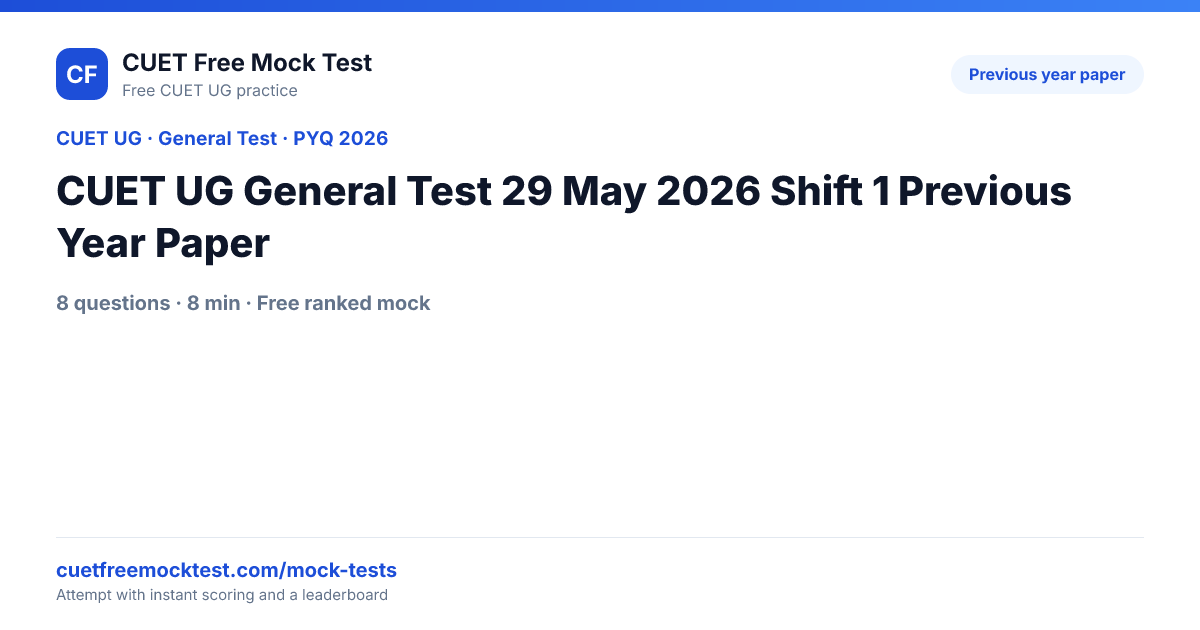 CF
CUET Free Mock Test
Free CUET UG practice
Previous year paper
CUET UG · General Test · PYQ 2026
CUET UG General Test 29 May 2026 Shift 1 Previous
Year Paper
8 questions · 8 min · Free ranked mock
cuetfreemocktest.com/mock-tests
Attempt with instant scoring and a leaderboard